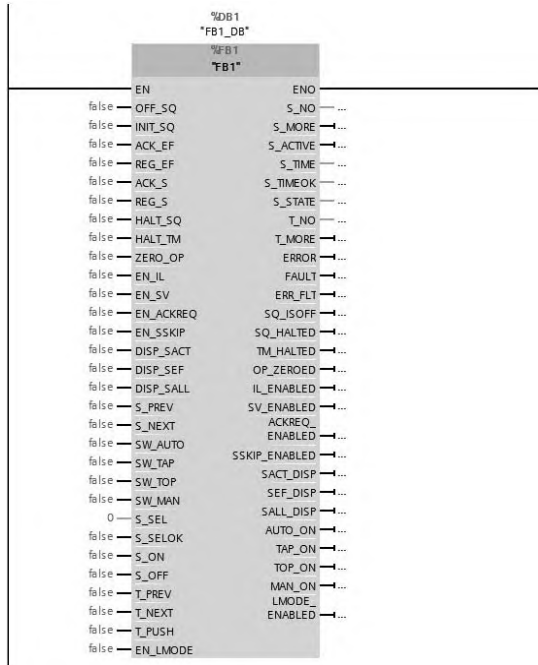 %DB1
"FB1_DB"
%FB1
"FB1"
EN ENO
false OFF_SQ S_NO ...
false INIT_SQ S_MORE ...
false ACK_EF S_ACTIVE ...
false REG_EF S_TIME ...
false ACK_S S_TIMEOK ...
false REG_S S_STATE ...
false HALT_SQ T_NO ...
false HALT_TM T_MORE ...
false ZERO_OP ERROR ...
false EN_IL FAULT ...
false EN_SV ERR_FLT ...
false EN_ACKREQ SQ_ISOFF ...
false EN_SSKIP SQ_HALTED ...
false DISP_SACT TM_HALTED ...
false DISP_SEF OP_ZEROED ...
false DISP_SALL IL_ENABLED ...
false S_PREV SV_ENABLED ...
false S_NEXT ACKREQ_
ENABLED ...
false SW_AUTO SSKIP_ENABLED ...
false SW_TAP SACT_DISP ...
false SW_TOP SEF_DISP ...
false SW_MAN SALL_DISP ...
0 S_SEL AUTO_ON ...
false S_SELOK TAP_ON ...
false S_ON TOP_ON ...
false S_OFF MAN_ON ...
false T_PREV LMODE_
false T_NEXT ENABLED ...
false T_PUSH
false EN_LMODE